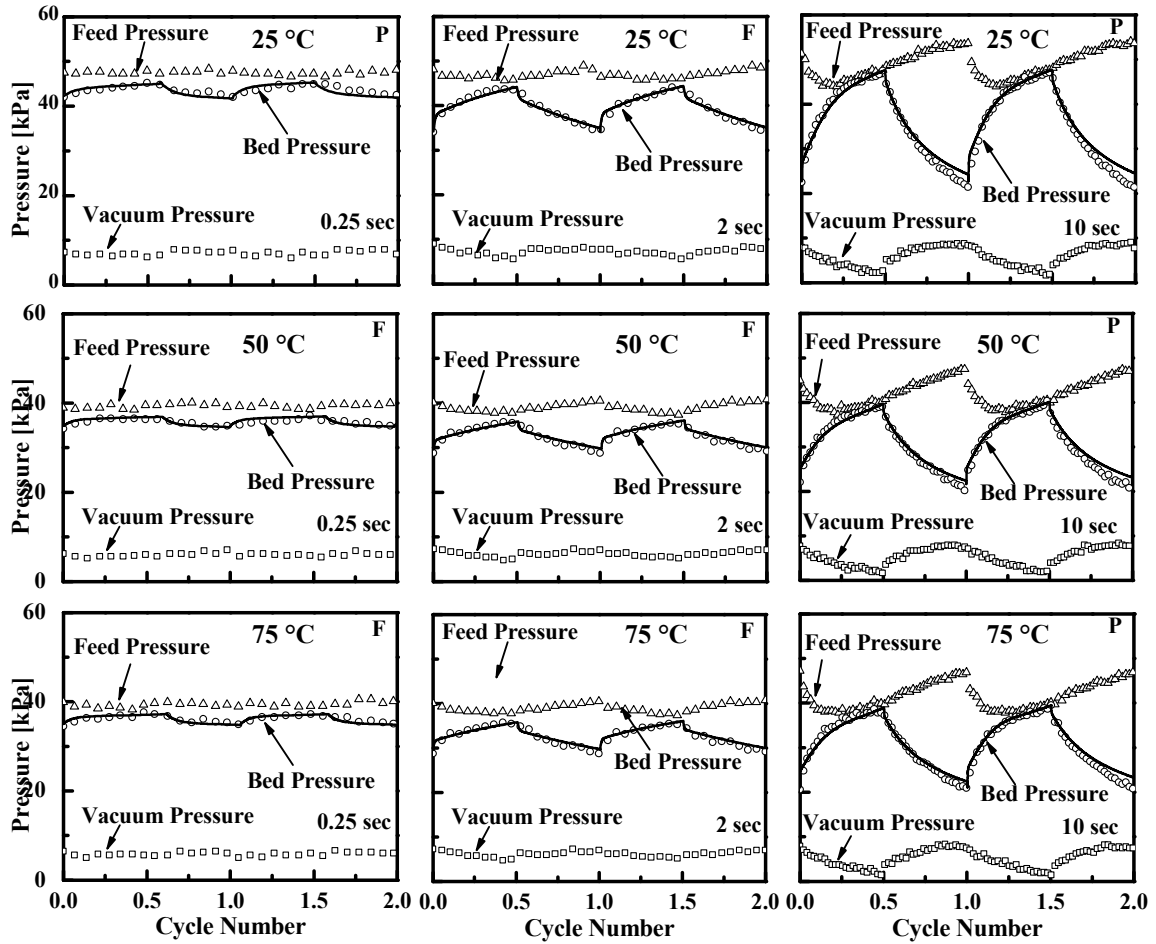 60
40
20
0
Pressure [kPa]
Feed Pressure
25 °C
P
Bed Pressure
Vacuum Pressure
0.25 sec
25 °C
F
Feed Pressure
Bed Pressure
Vacuum Pressure
2 sec
Feed
Pressure
25 °C
P
Bed Pressure
Vacuum Pressure
10 sec
60
40
20
0
Pressure [kPa]
Feed Pressure
50 °C
F
Bed Pressure
Vacuum Pressure
0.25 sec
50 °C
F
Feed Pressure
Bed Pressure
Vacuum Pressure
2 sec
50 °C
P
Feed Pressure
Bed Pressure
Vacuum Pressure
10 sec
60
40
20
0
Pressure [kPa]
Feed Pressure
75 °C
F
Bed Pressure
Vacuum Pressure
0.25 sec
0.0 0.5 1.0 1.5 2.0
Cycle Number
Feed Pressure
75 °C
F
Bed Pressure
Vacuum Pressure
2 sec
0.0 0.5 1.0 1.5 2.0
Cycle Number
75 °C
P
Feed Pressure
Bed Pressure
Vacuum Pressure
10 sec
0.0 0.5 1.0 1.5 2.0
Cycle Number